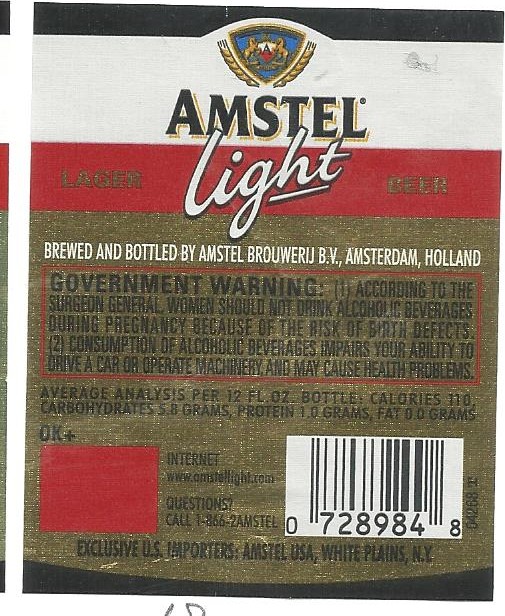 AMSTEL®
light
LAGER BEER
BREWED AND BOTTLED BY AMSTEL BROUWERIJ B.V., AMSTERDAM, HOLLAND
GOVERNMENT WARNING: (1) ACCORDING TO THE
SURGEON GENERAL, WOMEN SHOULD NOT DRINK ALCOHOLIC BEVERAGES
DURING PREGNANCY BECAUSE OF THE RISK OF BIRTH DEFECTS.
(2) CONSUMPTION OF ALCOHOLIC BEVERAGES IMPAIRS YOUR ABILITY TO
DRIVE A CAR OR OPERATE MACHINERY, AND MAY CAUSE HEALTH PROBLEMS.
AVERAGE ANALYSIS PER 12 FL.OZ. BOTTLE: CALORIES 110,
CARBOHYDRATES 5.8 GRAMS, PROTEIN 1.0 GRAMS, FAT 0.0 GRAMS
OK+
INTERNET
www.amstellight.com
QUESTIONS?
CALL 1-866-2AMSTEL
0 728984 8
EXCLUSIVE U.S. IMPORTERS: AMSTEL USA, WHITE PLAINS, N.Y.